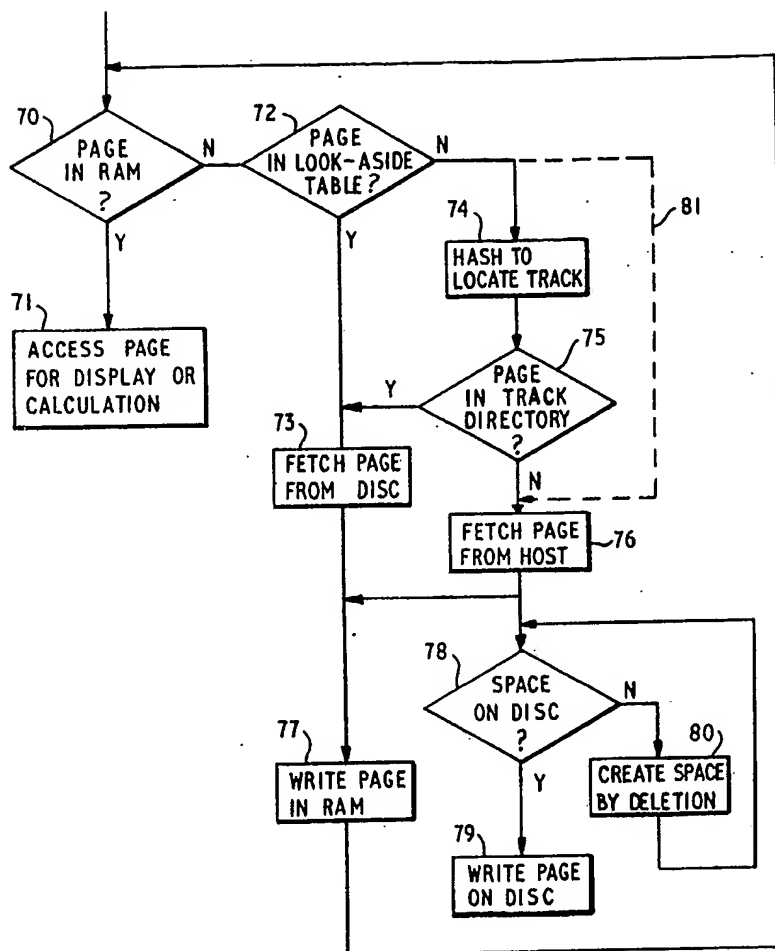 70
PAGE
IN RAM
?
N
Y
71
ACCESS PAGE
FOR DISPLAY OR
CALCULATION
72
PAGE
IN LOOK-ASIDE
TABLE?
N
Y
81
74
HASH TO
LOCATE TRACK
75
PAGE
IN TRACK
DIRECTORY
?
Y
N
73
FETCH PAGE
FROM DISC
FETCH PAGE
FROM HOST
76
78
SPACE
ON DISC
?
N
Y
80
CREATE SPACE
BY DELETION
77
WRITE PAGE
IN RAM
79
WRITE PAGE
ON DISC